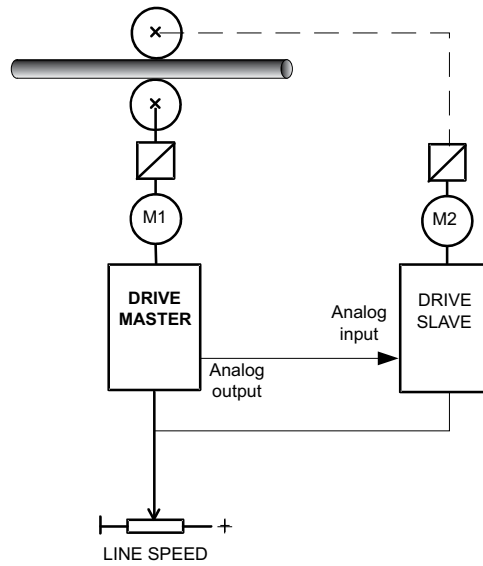 M1
M2
DRIVE
MASTER
DRIVE
SLAVE
Analog
input
Analog
output
LINE SPEED